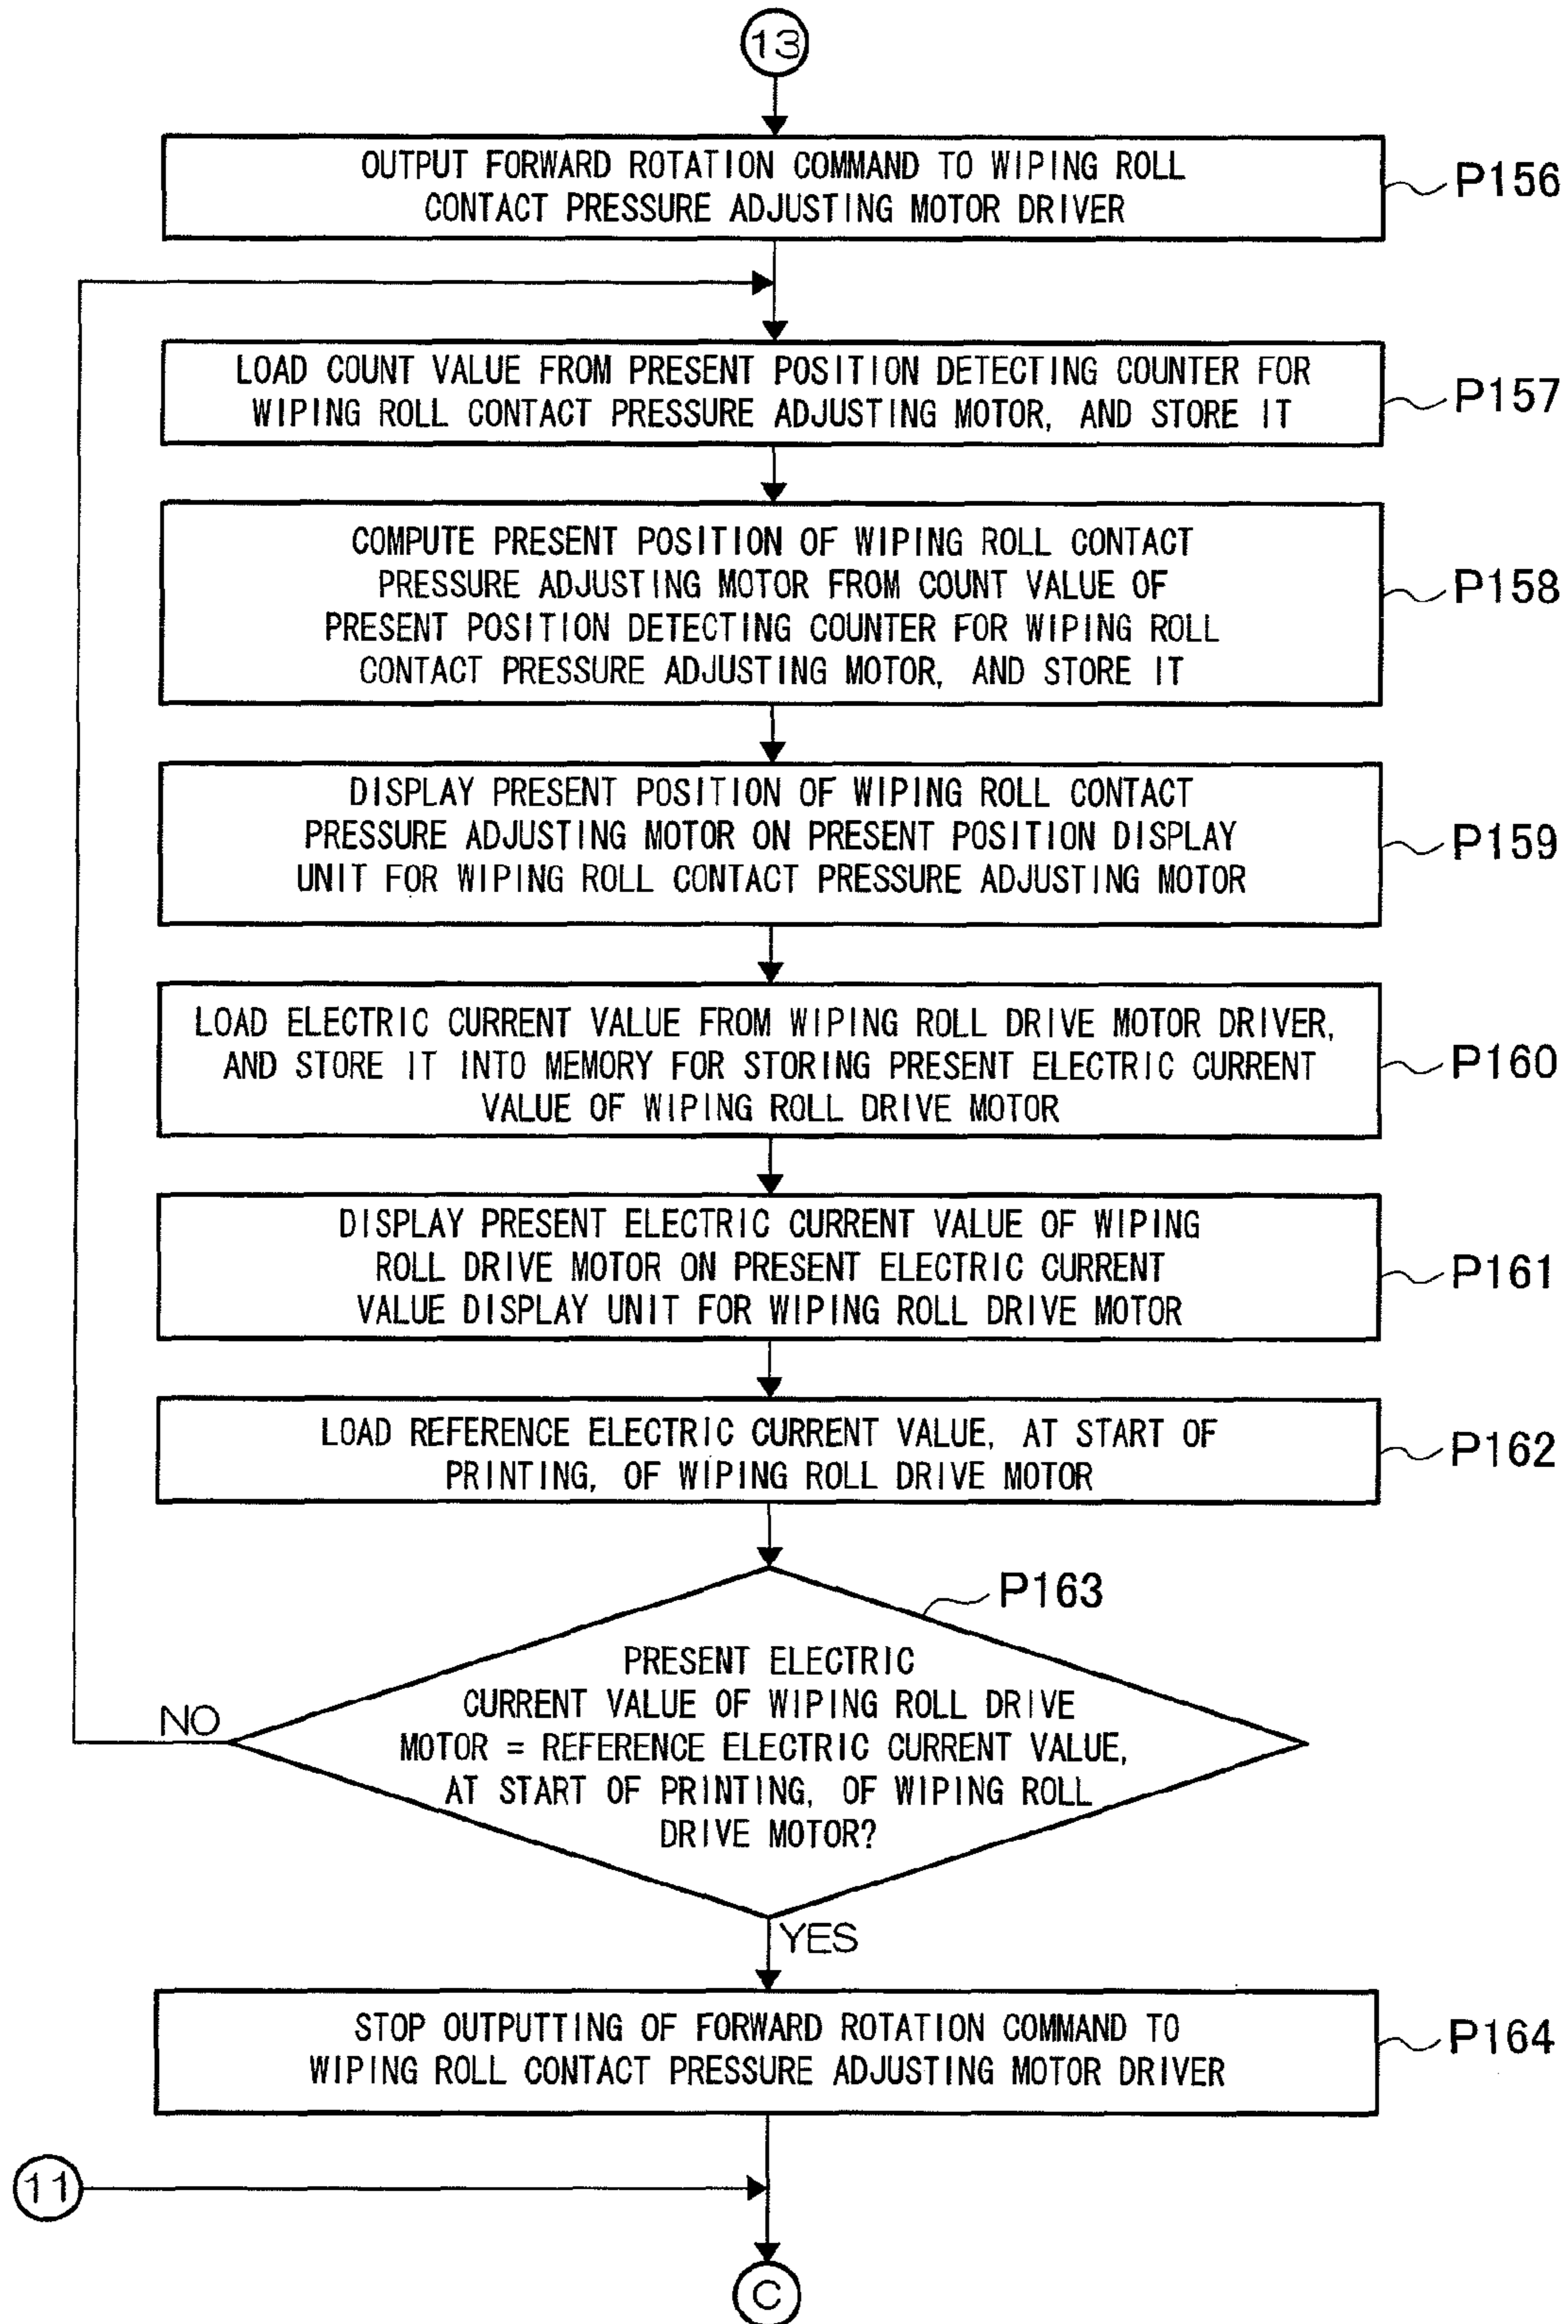 13
OUTPUT FORWARD ROTATION COMMAND TO WIPING ROLL
CONTACT PRESSURE ADJUSTING MOTOR DRIVER
P156
LOAD COUNT VALUE FROM PRESENT POSITION DETECTING COUNTER FOR
WIPING ROLL CONTACT PRESSURE ADJUSTING MOTOR, AND STORE IT
P157
COMPUTE PRESENT POSITION OF WIPING ROLL CONTACT
PRESSURE ADJUSTING MOTOR FROM COUNT VALUE OF
PRESENT POSITION DETECTING COUNTER FOR WIPING ROLL
CONTACT PRESSURE ADJUSTING MOTOR, AND STORE IT
P158
DISPLAY PRESENT POSITION OF WIPING ROLL CONTACT
PRESSURE ADJUSTING MOTOR ON PRESENT POSITION DISPLAY
UNIT FOR WIPING ROLL CONTACT PRESSURE ADJUSTING MOTOR
P159
LOAD ELECTRIC CURRENT VALUE FROM WIPING ROLL DRIVE MOTOR DRIVER,
AND STORE IT INTO MEMORY FOR STORING PRESENT ELECTRIC CURRENT
VALUE OF WIPING ROLL DRIVE MOTOR
P160
DISPLAY PRESENT ELECTRIC CURRENT VALUE OF WIPING
ROLL DRIVE MOTOR ON PRESENT ELECTRIC CURRENT
VALUE DISPLAY UNIT FOR WIPING ROLL DRIVE MOTOR
P161
LOAD REFERENCE ELECTRIC CURRENT VALUE, AT START OF
PRINTING, OF WIPING ROLL DRIVE MOTOR
P162
P163
PRESENT ELECTRIC
CURRENT VALUE OF WIPING ROLL DRIVE
MOTOR = REFERENCE ELECTRIC CURRENT VALUE,
AT START OF PRINTING, OF WIPING ROLL
DRIVE MOTOR?
NO
YES
STOP OUTPUTTING OF FORWARD ROTATION COMMAND TO
WIPING ROLL CONTACT PRESSURE ADJUSTING MOTOR DRIVER
P164
11
C